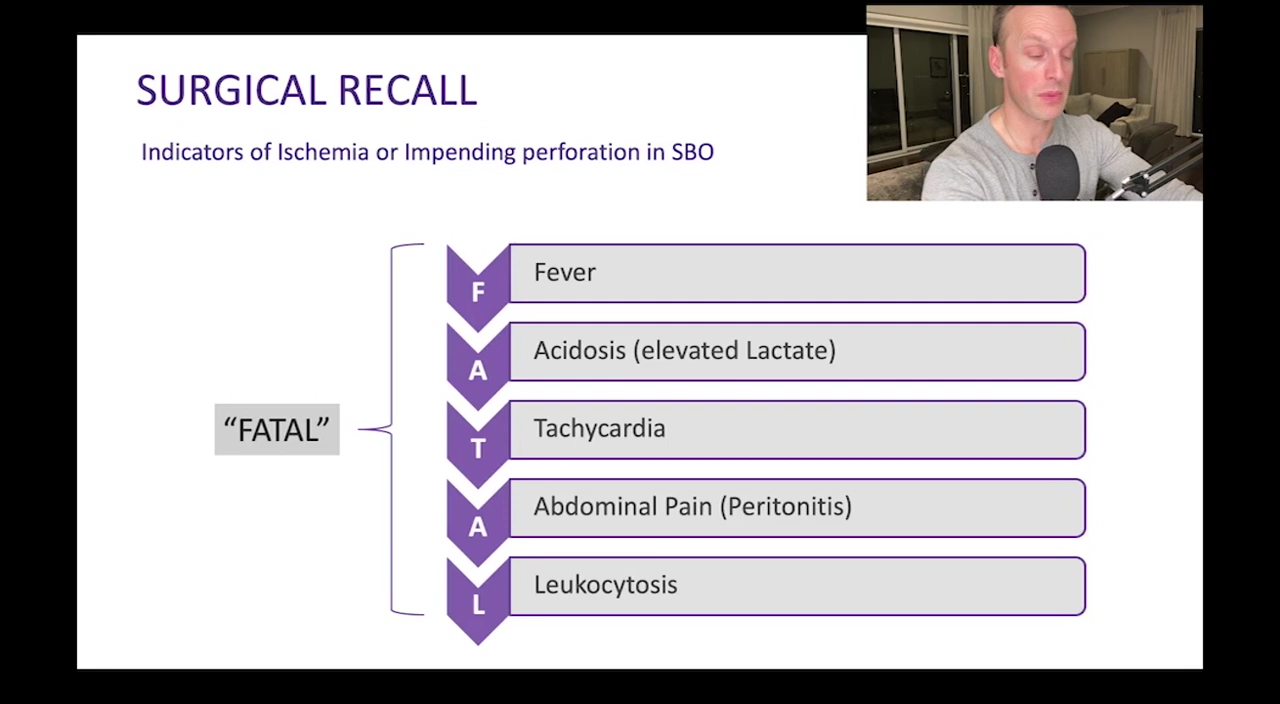 SURGICAL RECALL
Indicators of Ischemia or Impending perforation in SBO
“FATAL”
F Fever
A Acidosis (elevated Lactate)
T Tachycardia
A Abdominal Pain (Peritonitis)
L Leukocytosis